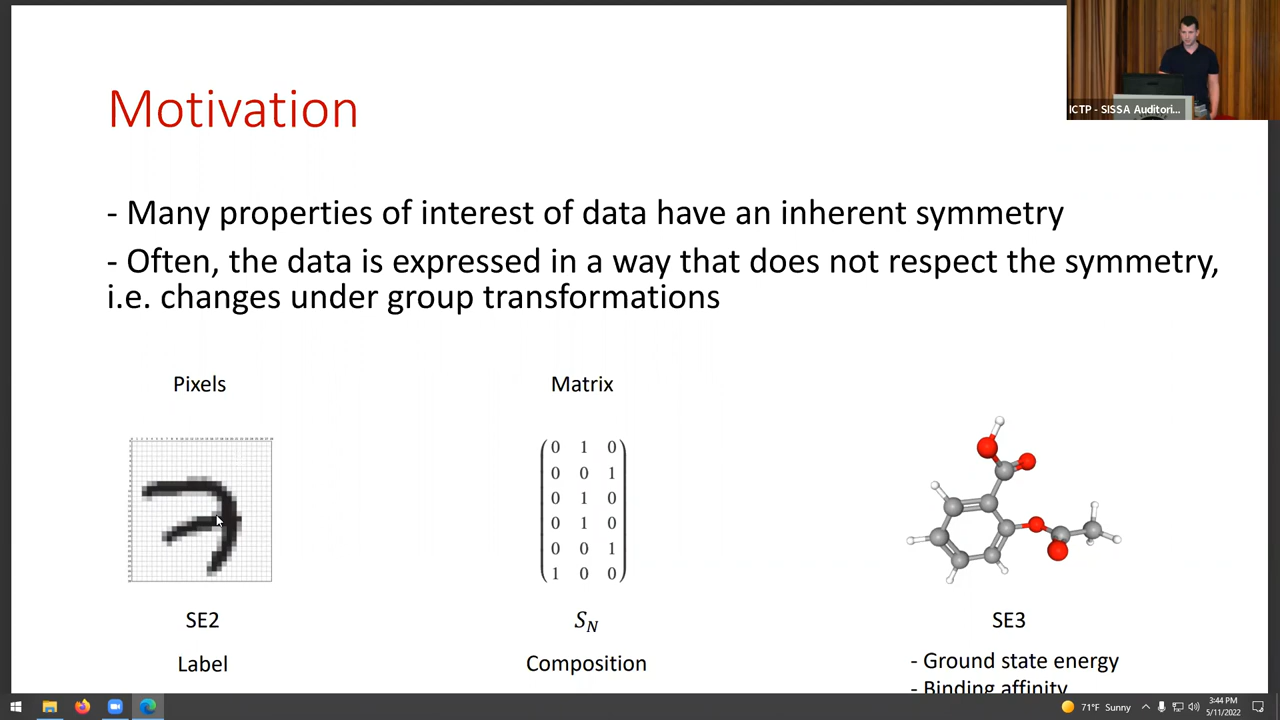 ICTP - SISSA Auditori...
Motivation
- Many properties of interest of data have an inherent symmetry
- Often, the data is expressed in a way that does not respect the symmetry,
i.e. changes under group transformations
Pixels
Matrix
0 1 0
0 0 1
0 1 0
0 1 0
0 0 1
1 0 0
SE2
S_N
SE3
Label
Composition
- Ground state energy
- Binding affinity
71°F Sunny
3:44 PM
5/11/2022